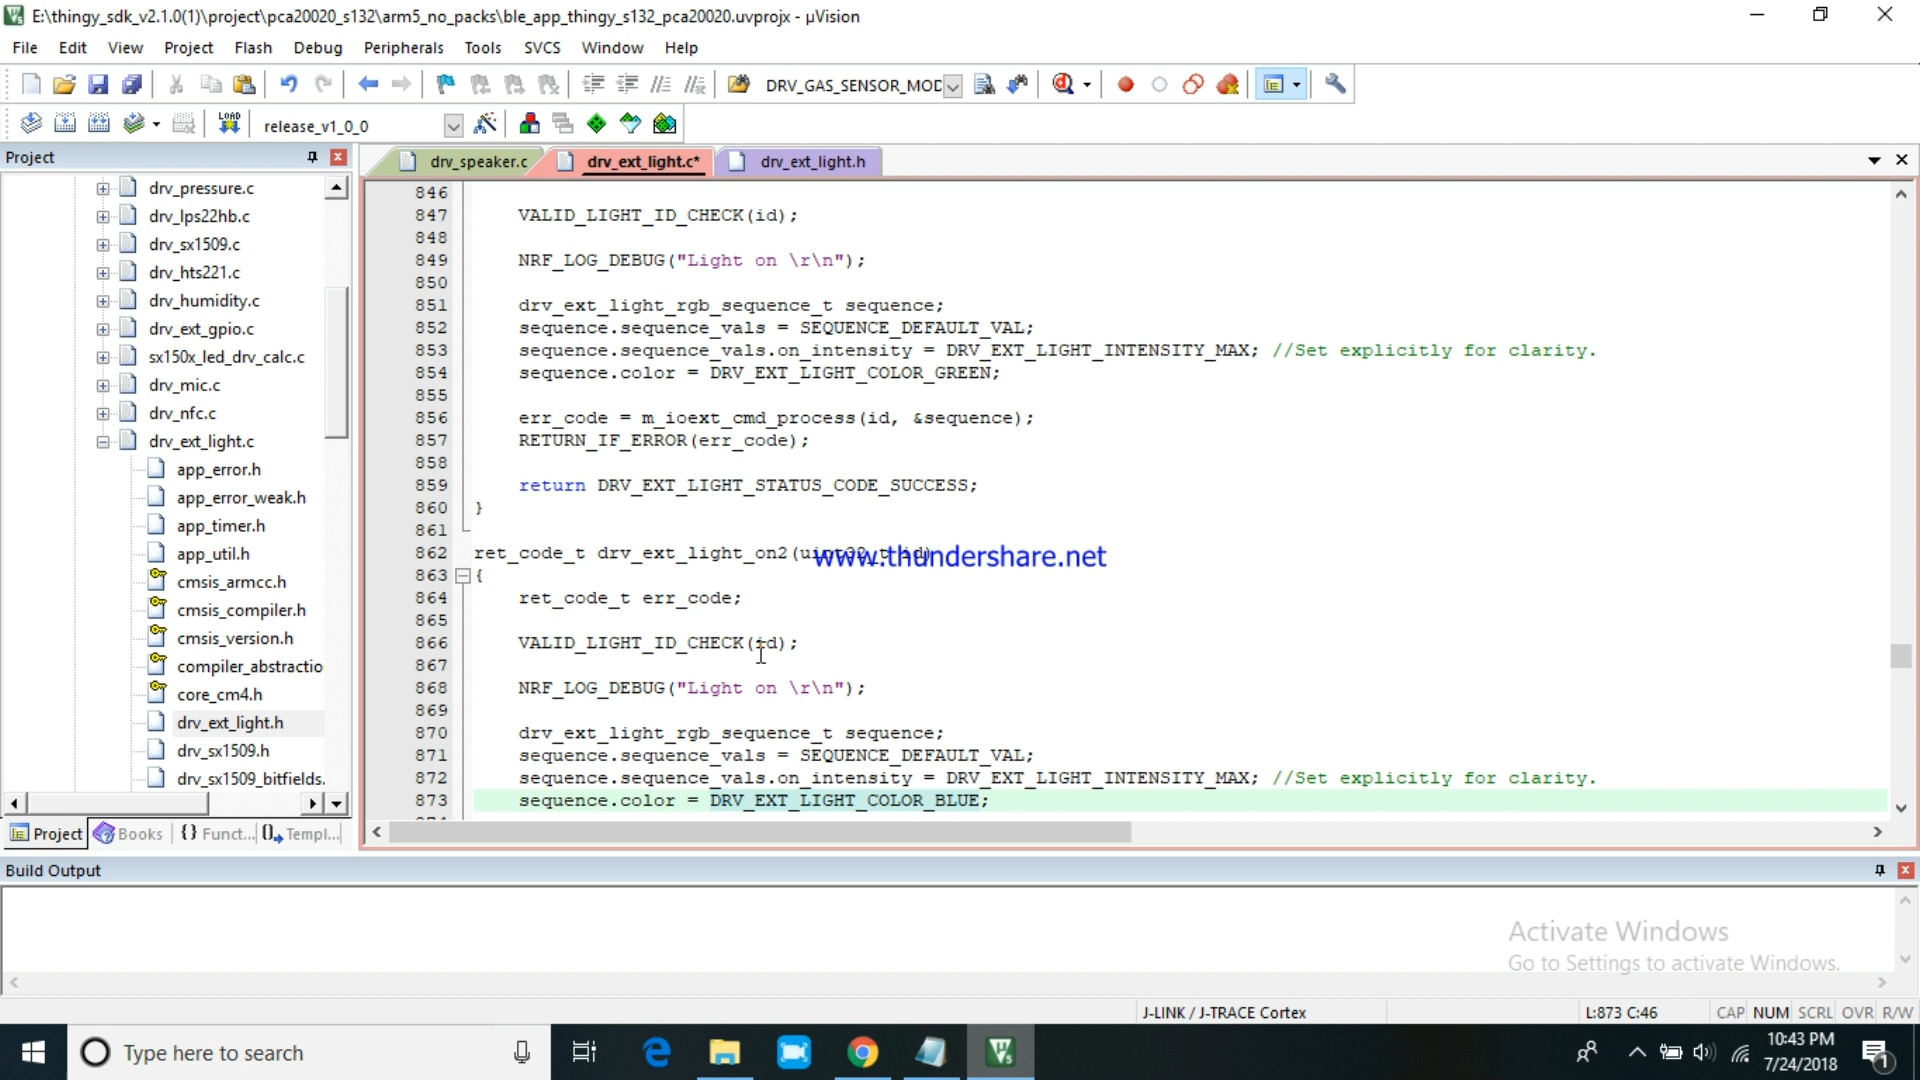 E:\thingy_sdk_v2.1.0(1)\project\pca20020_s132\arm5_no_packs\ble_app_thingy_s132_pca20020.uvprojx - µVision
File Edit View Project Flash Debug Peripherals Tools SVCS Window Help
DRV_GAS_SENSOR_MOD
LOAD
release_v1_0_0
Project
drv_speaker.c
drv_ext_light.c*
drv_ext_light.h
drv_pressure.c
drv_lps22hb.c
drv_sx1509.c
drv_hts221.c
drv_humidity.c
drv_ext_gpio.c
sx150x_led_drv_calc.c
drv_mic.c
drv_nfc.c
drv_ext_light.c
app_error.h
app_error_weak.h
app_timer.h
app_util.h
cmsis_armcc.h
cmsis_compiler.h
cmsis_version.h
compiler_abstractio
core_cm4.h
drv_ext_light.h
drv_sx1509.h
drv_sx1509_bitfields.
Project Books {} Funct... Templ...
846
847 VALID_LIGHT_ID_CHECK(id);
848
849 NRF_LOG_DEBUG("Light on \r\n");
850
851 drv_ext_light_rgb_sequence_t sequence;
852 sequence.sequence_vals = SEQUENCE_DEFAULT_VAL;
853 sequence.sequence_vals.on_intensity = DRV_EXT_LIGHT_INTENSITY_MAX; //Set explicitly for clarity.
854 sequence.color = DRV_EXT_LIGHT_COLOR_GREEN;
855
856 err_code = m_ioext_cmd_process(id, &sequence);
857 RETURN_IF_ERROR(err_code);
858
859 return DRV_EXT_LIGHT_STATUS_CODE_SUCCESS;
860 }
861
862 ret_code_t drv_ext_light_on2(uint32_t id)
www.thundershare.net
863 {
864 ret_code_t err_code;
865
866 VALID_LIGHT_ID_CHECK(id);
867
868 NRF_LOG_DEBUG("Light on \r\n");
869
870 drv_ext_light_rgb_sequence_t sequence;
871 sequence.sequence_vals = SEQUENCE_DEFAULT_VAL;
872 sequence.sequence_vals.on_intensity = DRV_EXT_LIGHT_INTENSITY_MAX; //Set explicitly for clarity.
873 sequence.color = DRV_EXT_LIGHT_COLOR_BLUE;
Build Output
Activate Windows
Go to Settings to activate Windows.
J-LINK / J-TRACE Cortex L:873 C:46 CAP NUM SCRL OVR R/W
Type here to search
10:43 PM
7/24/2018
1